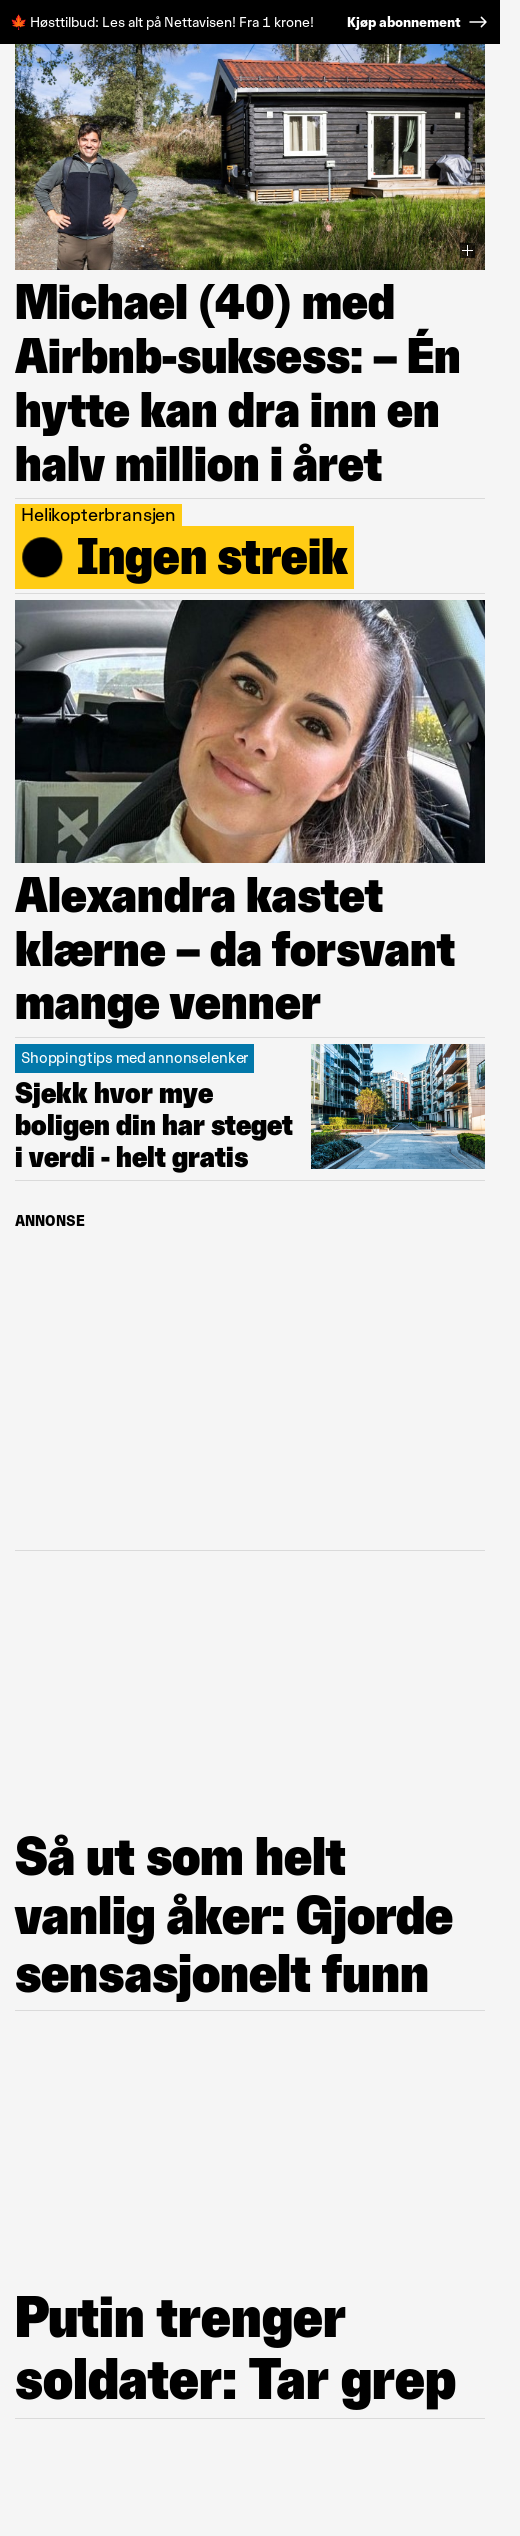 🍁 Høsttilbud: Les alt på Nettavisen! Fra 1 krone! Kjøp abonnement →
Michael (40) med
Airbnb-suksess: – Én
hytte kan dra inn en
halv million i året
Helikopterbransjen
● Ingen streik
Alexandra kastet
klærne – da forsvant
mange venner
Shoppingtips med annonselenker
Sjekk hvor mye
boligen din har steget
i verdi - helt gratis
ANNONSE
Så ut som helt
vanlig åker: Gjorde
sensasjonelt funn
Putin trenger
soldater: Tar grep